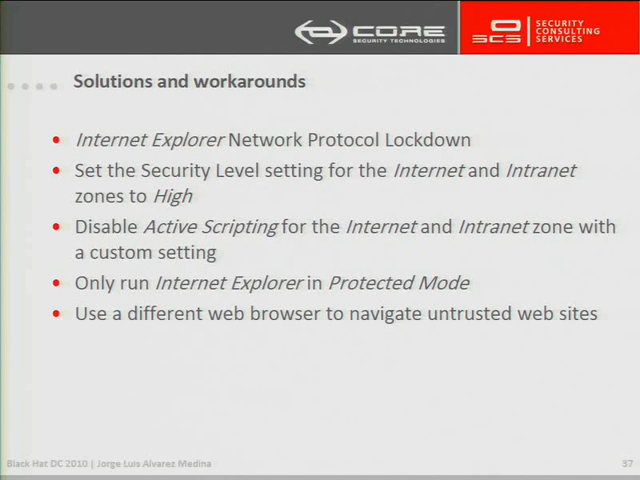 CORE
SECURITY TECHNOLOGIES
SCS
SECURITY
CONSULTING
SERVICES
Solutions and workarounds
• Internet Explorer Network Protocol Lockdown
• Set the Security Level setting for the Internet and Intranet
zones to High
• Disable Active Scripting for the Internet and Intranet zone with
a custom setting
• Only run Internet Explorer in Protected Mode
• Use a different web browser to navigate untrusted web sites
Black Hat DC 2010 | Jorge Luis Alvarez Medina
37